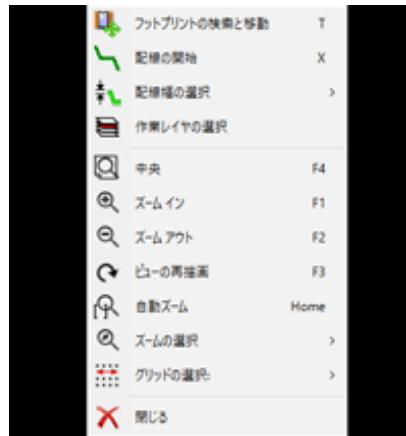 フットプリントの検索と移動 T
配線の開始 X
配線幅の選択 >
作業レイヤの選択
中央 F4
ズーム イン F1
ズーム アウト F2
ビューの再描画 F3
自動ズーム Home
ズームの選択 >
グリッドの選択: >
閉じる